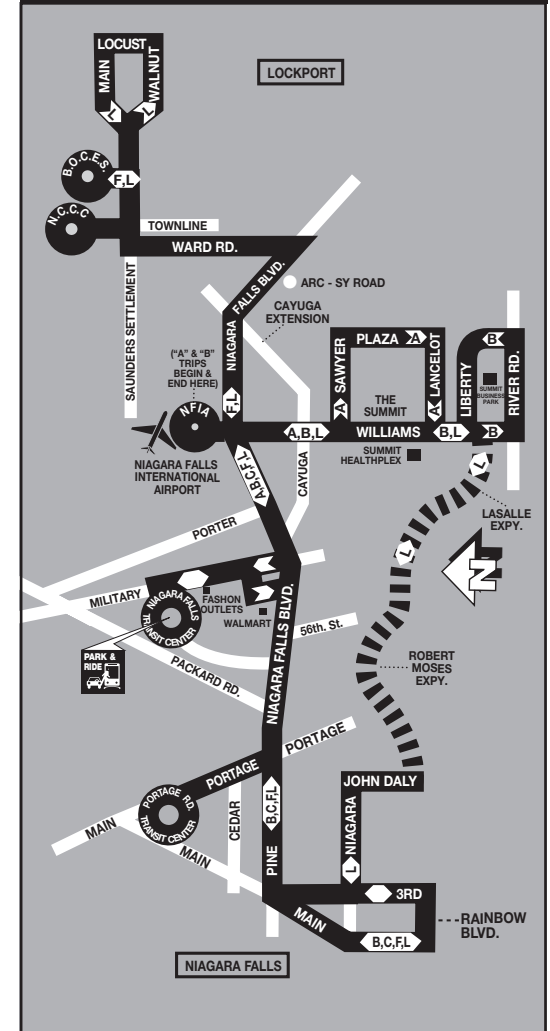 LOCUST
MAIN
WALNUT
L
L
LOCKPORT
B.O.C.E.S.
F,L
N.C.C.C
TOWNLINE
WARD RD.
SAUNDERS SETTLEMENT
NIAGARA
FALLS BLVD.
ARC - SY ROAD
CAYUGA
EXTENSION
("A" & "B"
TRIPS
BEGIN &
END HERE)
NFIA
F,L
NIAGARA FALLS
INTERNATIONAL
AIRPORT
SAWYER
PLAZA
A
LANCELOT
A
A
THE
SUMMIT
LIBERTY
B
RIVER RD.
SUMMIT
BUSINESS
PARK
A,B,L
WILLIAMS
B,L
B
SUMMIT
HEALTHPLEX
L
LASALLE
EXPY.
A,B,C,F,L
CAYUGA
L
N
PORTER
MILITARY
FASHON
OUTLETS
WALMART
NIAGARA FALLS
TRANSIT CENTER
56th. St.
PARK &
RIDE
PACKARD RD.
NIAGARA FALLS BLVD.
ROBERT
MOSES
EXPY.
PORTAGE
PORTAGE
PORTAGE RD.
TRANSIT CENTER
MAIN
MAIN
CEDAR
B,C,F,L
PINE
JOHN DALY
NIAGARA
L
3RD
MAIN
B,C,F,L
RAINBOW
BLVD.
NIAGARA FALLS